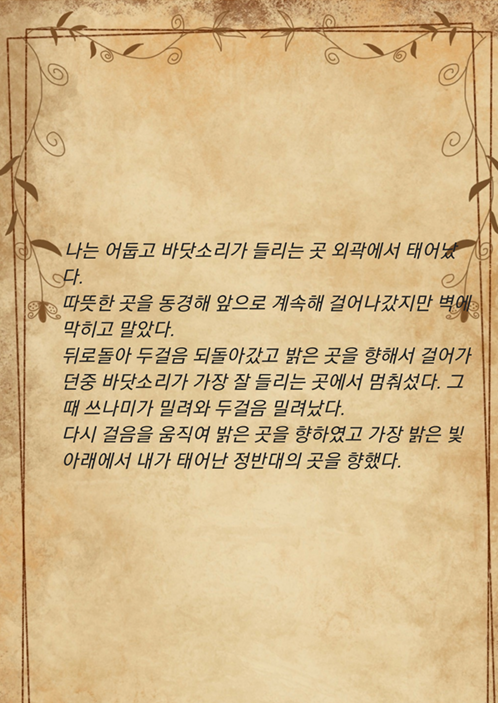 나는 어둡고 바닷소리가 들리는 곳 외곽에서 태어났
다.
따뜻한 곳을 동경해 앞으로 계속해 걸어나갔지만 벽에
막히고 말았다.
뒤로돌아 두걸음 되돌아갔고 밝은 곳을 향해서 걸어가
던중 바닷소리가 가장 잘 들리는 곳에서 멈춰섰다. 그
때 쓰나미가 밀려와 두걸음 밀려났다.
다시 걸음을 움직여 밝은 곳을 향하였고 가장 밝은 빛
아래에서 내가 태어난 정반대의 곳을 향했다.